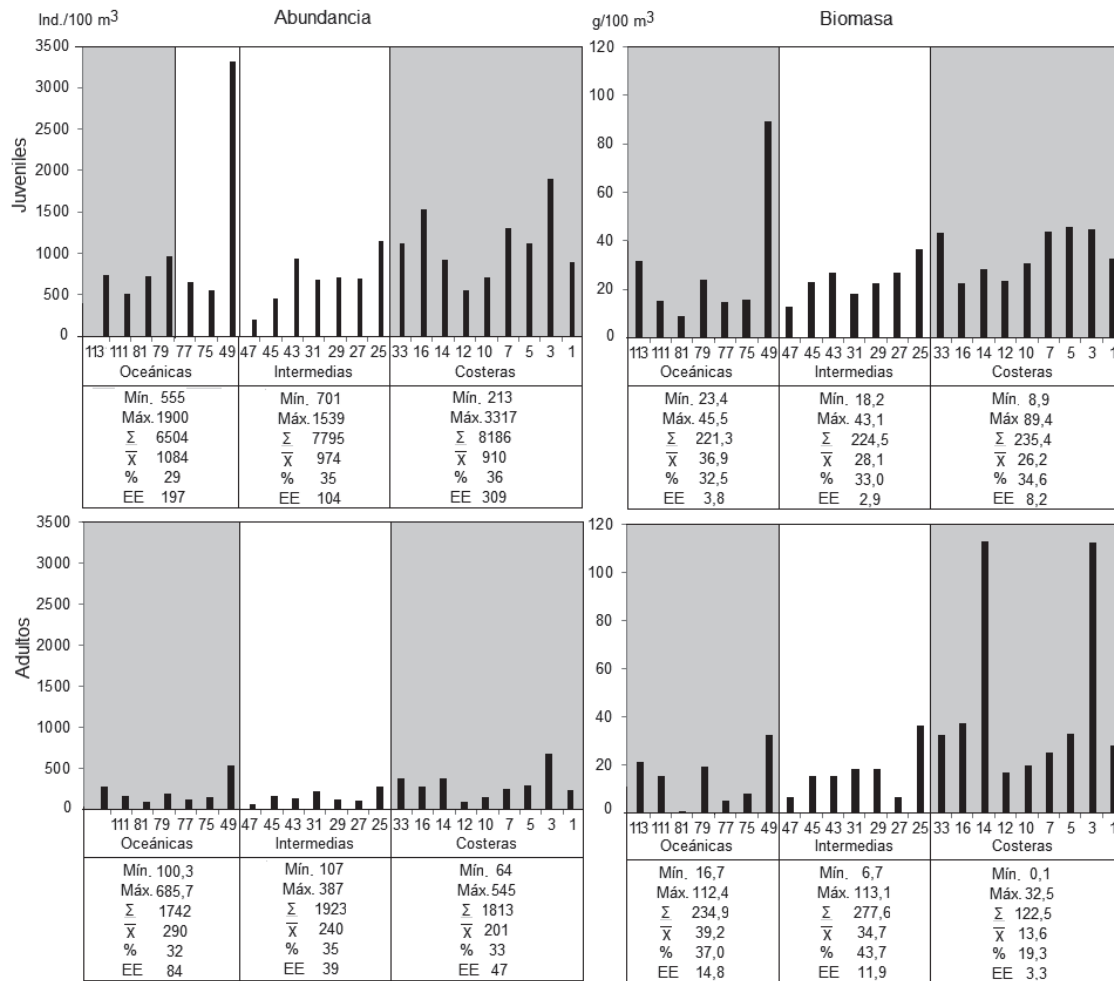 Ind./100 m3 Abundancia g/100 m3 Biomasa
Juveniles
3500
3000
2500
2000
1500
1000
500
0
113 111 81 79 77 75 49 47 45 43 31 29 27 25 33 16 14 12 10 7 5 3 1
Oceánicas Intermedias Costeras
Mín. 555 Mín. 701 Mín. 213
Máx. 1900 Máx. 1539 Máx. 3317
Σ 6504 Σ 7795 Σ 8186
X 1084 X 974 X 910
% 29 % 35 % 36
EE 197 EE 104 EE 309
120
100
80
60
40
20
0
113 111 81 79 77 75 49 47 45 43 31 29 27 25 33 16 14 12 10 7 5 3 1
Oceánicas Intermedias Costeras
Mín. 23,4 Mín. 18,2 Mín. 8,9
Máx. 45,5 Máx. 43,1 Máx. 89,4
Σ 221,3 Σ 224,5 Σ 235,4
X 36,9 X 28,1 X 26,2
% 32,5 % 33,0 % 34,6
EE 3,8 EE 2,9 EE 8,2
Adultos
3500
3000
2500
2000
1500
1000
500
0
111 81 79 77 75 49 47 45 43 31 29 27 25 33 16 14 12 10 7 5 3 1
Oceánicas Intermedias Costeras
Mín. 100,3 Mín. 107 Mín. 64
Máx. 685,7 Máx. 387 Máx. 545
Σ 1742 Σ 1923 Σ 1813
X 290 X 240 X 201
% 32 % 35 % 33
EE 84 EE 39 EE 47
120
100
80
60
40
20
0
113 111 81 79 77 75 49 47 45 43 31 29 27 25 33 16 14 12 10 7 5 3 1
Oceánicas Intermedias Costeras
Mín. 16,7 Mín. 6,7 Mín. 0,1
Máx. 112,4 Máx. 113,1 Máx. 32,5
Σ 234,9 Σ 277,6 Σ 122,5
X 39,2 X 34,7 X 13,6
% 37,0 % 43,7 % 19,3
EE 14,8 EE 11,9 EE 3,3